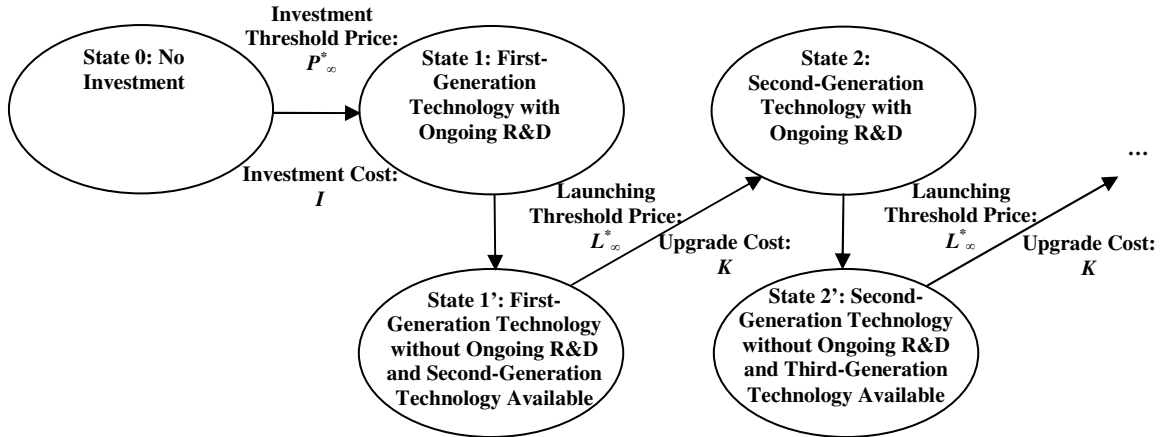 State 0: No
Investment
Investment
Threshold Price:
P*∞
Investment Cost:
I
State 1: First-
Generation
Technology with
Ongoing R&D
Launching
Threshold Price:
L*∞
Upgrade Cost:
K
State 1’: First-
Generation Technology
without Ongoing R&D
and Second-Generation
Technology Available
State 2:
Second-Generation
Technology with
Ongoing R&D
Launching
Threshold Price:
L*∞
Upgrade Cost:
K
State 2’: Second-
Generation Technology
without Ongoing R&D
and Third-Generation
Technology Available
...